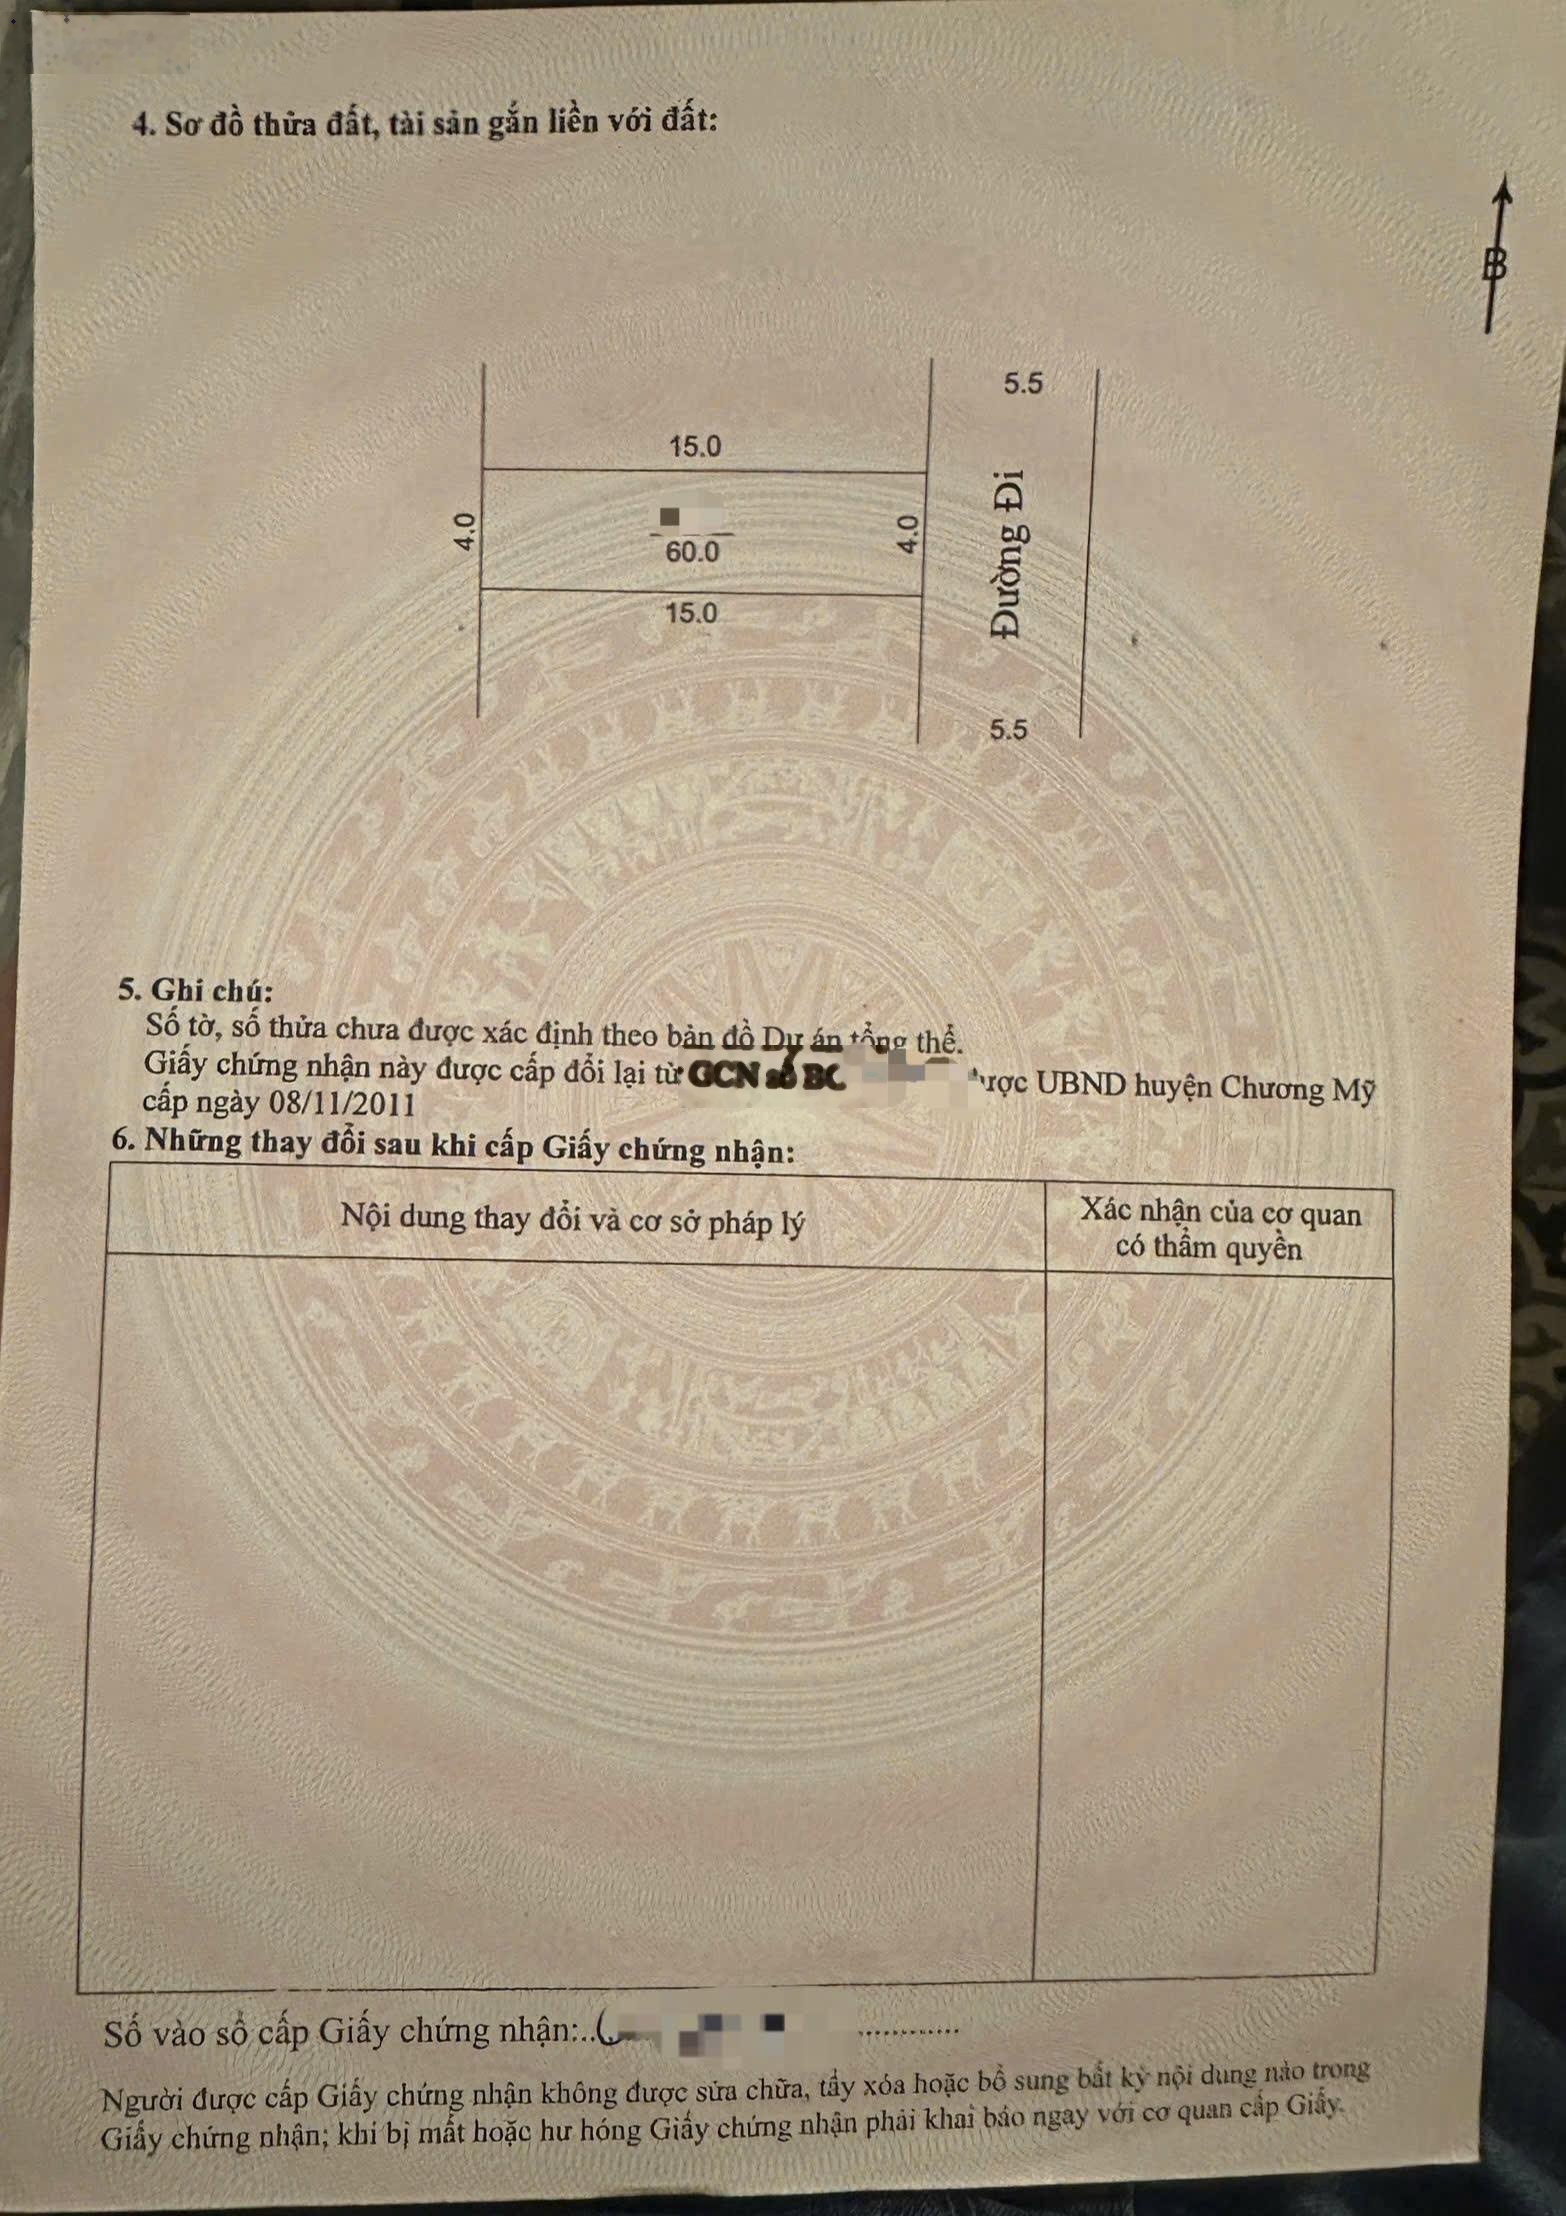 4. Sơ đồ thửa đất, tài sản gắn liền với đất:
B
5.5
15.0
4.0
60.0
4.0
Đường Đi
15.0
5.5
5. Ghi chú:
Số tờ, số thửa chưa được xác định theo bản đồ Dự án tổng thể.
Giấy chứng nhận này được cấp đổi lại từ GCN số BC được UBND huyện Chương Mỹ
cấp ngày 08/11/2011
6. Những thay đổi sau khi cấp Giấy chứng nhận:
Nội dung thay đổi và cơ sở pháp lý
Xác nhận của cơ quan
có thẩm quyền
Số vào sổ cấp Giấy chứng nhận:..
Người được cấp Giấy chứng nhận không được sửa chữa, tẩy xóa hoặc bổ sung bất kỳ nội dung nào trong
Giấy chứng nhận; khi bị mất hoặc hư hỏng Giấy chứng nhận phải khai báo ngay với cơ quan cấp Giấy.